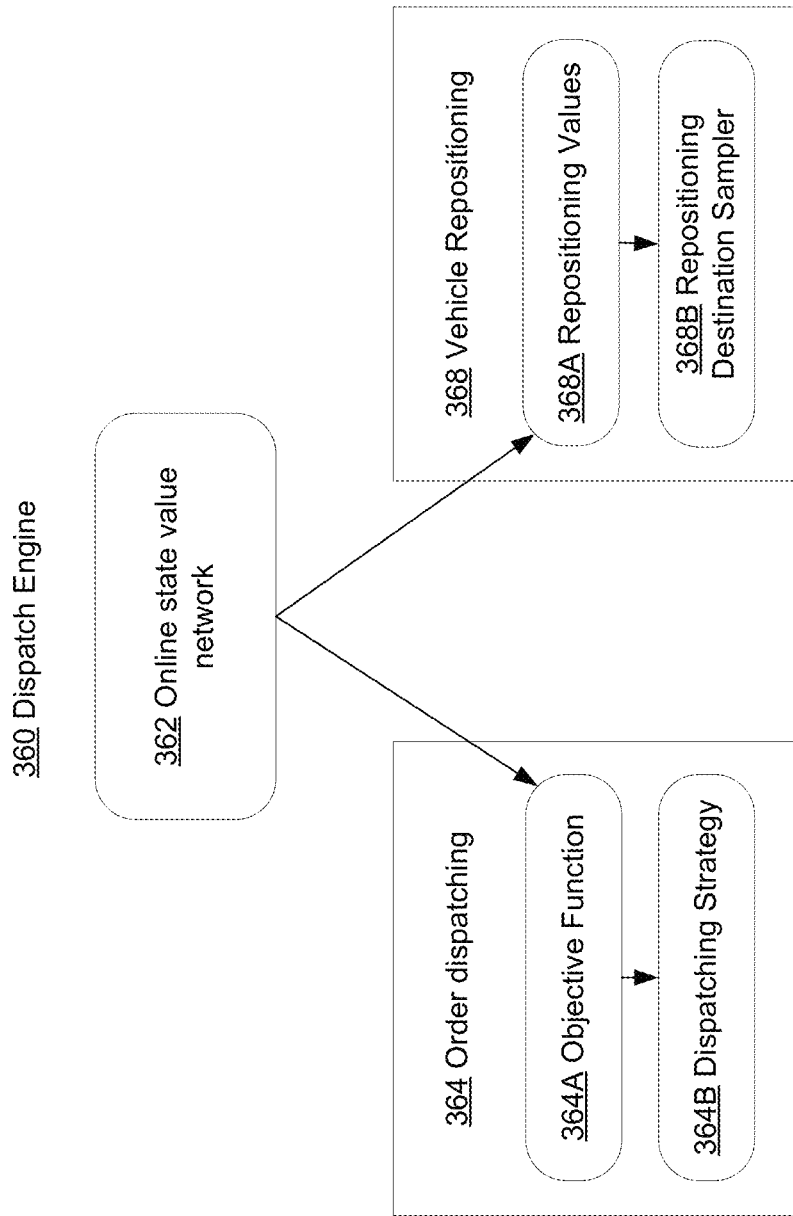 360 Dispatch Engine
362 Online state value
network
364 Order dispatching
364A Objective Function
364B Dispatching Strategy
368 Vehicle Repositioning
368A Repositioning Values
368B Repositioning
Destination Sampler